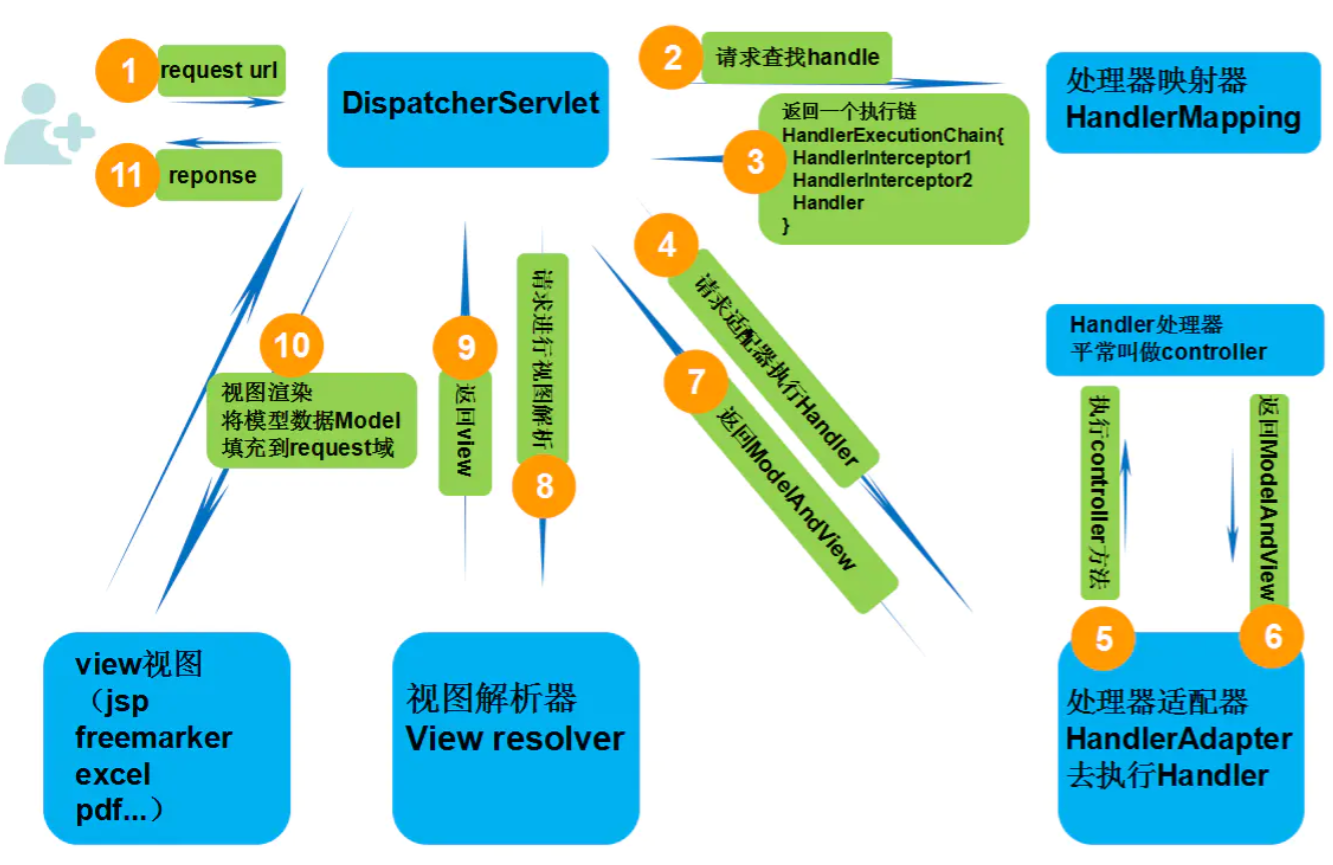 1
request url
DispatcherServlet
2
请求查找handle
处理器映射器
HandlerMapping
返回一个执行链
HandlerExecutionChain{
HandlerInterceptor1
HandlerInterceptor2
Handler
}
3
11
reponse
4
请求适配器执行Handler
7
返回ModelAndView
Handler处理器
平常叫做controller
执行controller方法
返回ModelAndView
5
6
处理器适配器
HandlerAdapter
去执行Handler
请求进行视图解析
8
9
返回view
视图解析器
View resolver
10
视图渲染
将模型数据Model
填充到request域
view视图
（jsp
freemarker
excel
pdf...）